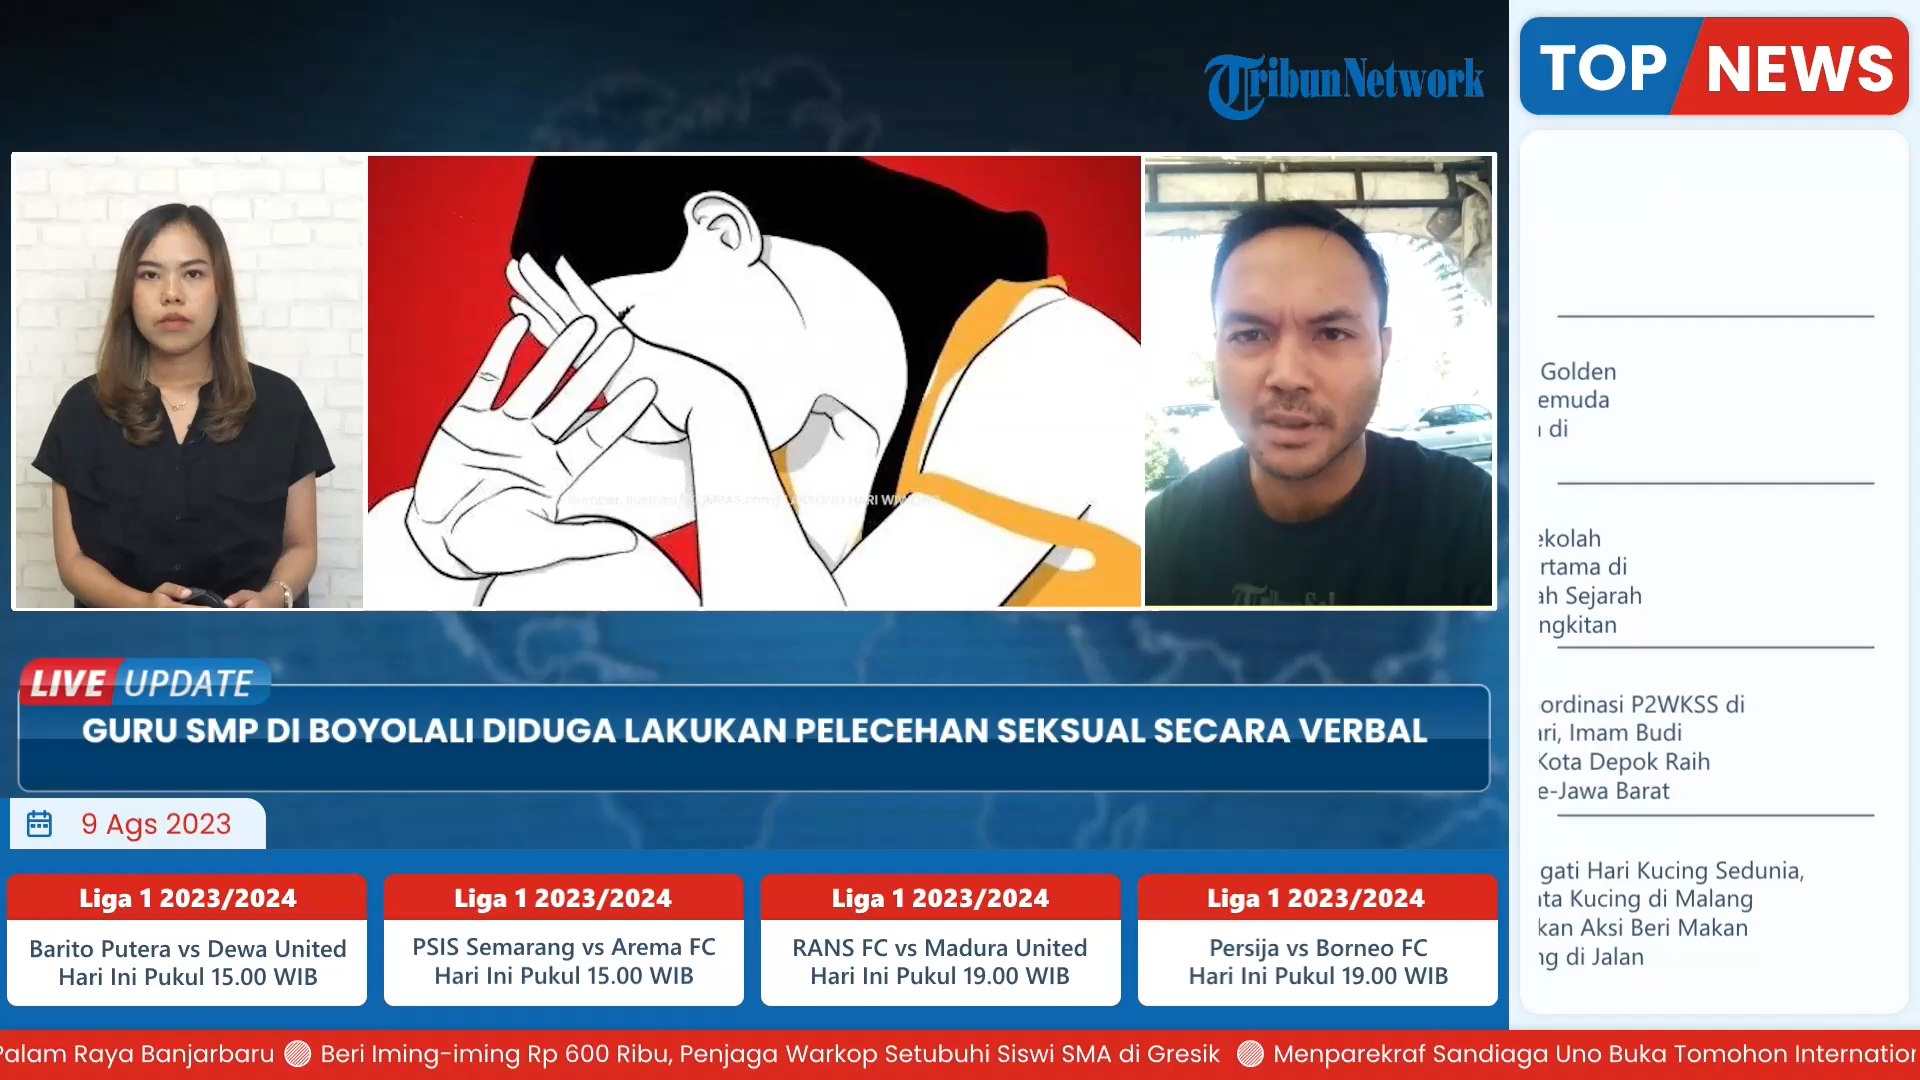 TribunNetwork
TOP NEWS
Golden
emuda
di
ekolah
rtama di
ah Sejarah
ngkitan
ordinasi P2WKSS di
ri, Imam Budi
Kota Depok Raih
e-Jawa Barat
gati Hari Kucing Sedunia,
ta Kucing di Malang
kan Aksi Beri Makan
ng di Jalan
LIVE UPDATE
GURU SMP DI BOYOLALI DIDUGA LAKUKAN PELECEHAN SEKSUAL SECARA VERBAL
9 Ags 2023
Liga 1 2023/2024
Barito Putera vs Dewa United
Hari Ini Pukul 15.00 WIB
Liga 1 2023/2024
PSIS Semarang vs Arema FC
Hari Ini Pukul 15.00 WIB
Liga 1 2023/2024
RANS FC vs Madura United
Hari Ini Pukul 19.00 WIB
Liga 1 2023/2024
Persija vs Borneo FC
Hari Ini Pukul 19.00 WIB
Palam Raya Banjarbaru Beri Iming-iming Rp 600 Ribu, Penjaga Warkop Setubuhi Siswi SMA di Gresik Menparekraf Sandiaga Uno Buka Tomohon Internation